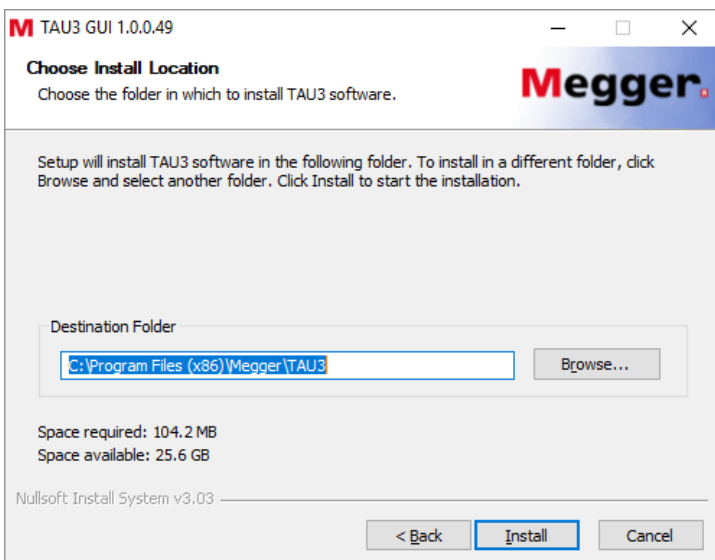 M TAU3 GUI 1.0.0.49
Choose Install Location
Choose the folder in which to install TAU3 software.
Megger.
Setup will install TAU3 software in the following folder. To install in a different folder, click
Browse and select another folder. Click Install to start the installation.
Destination Folder
C:\Program Files (x86)\Megger\TAU3
Browse...
Space required: 104.2 MB
Space available: 25.6 GB
Nullsoft Install System v3.03
< Back
Install
Cancel